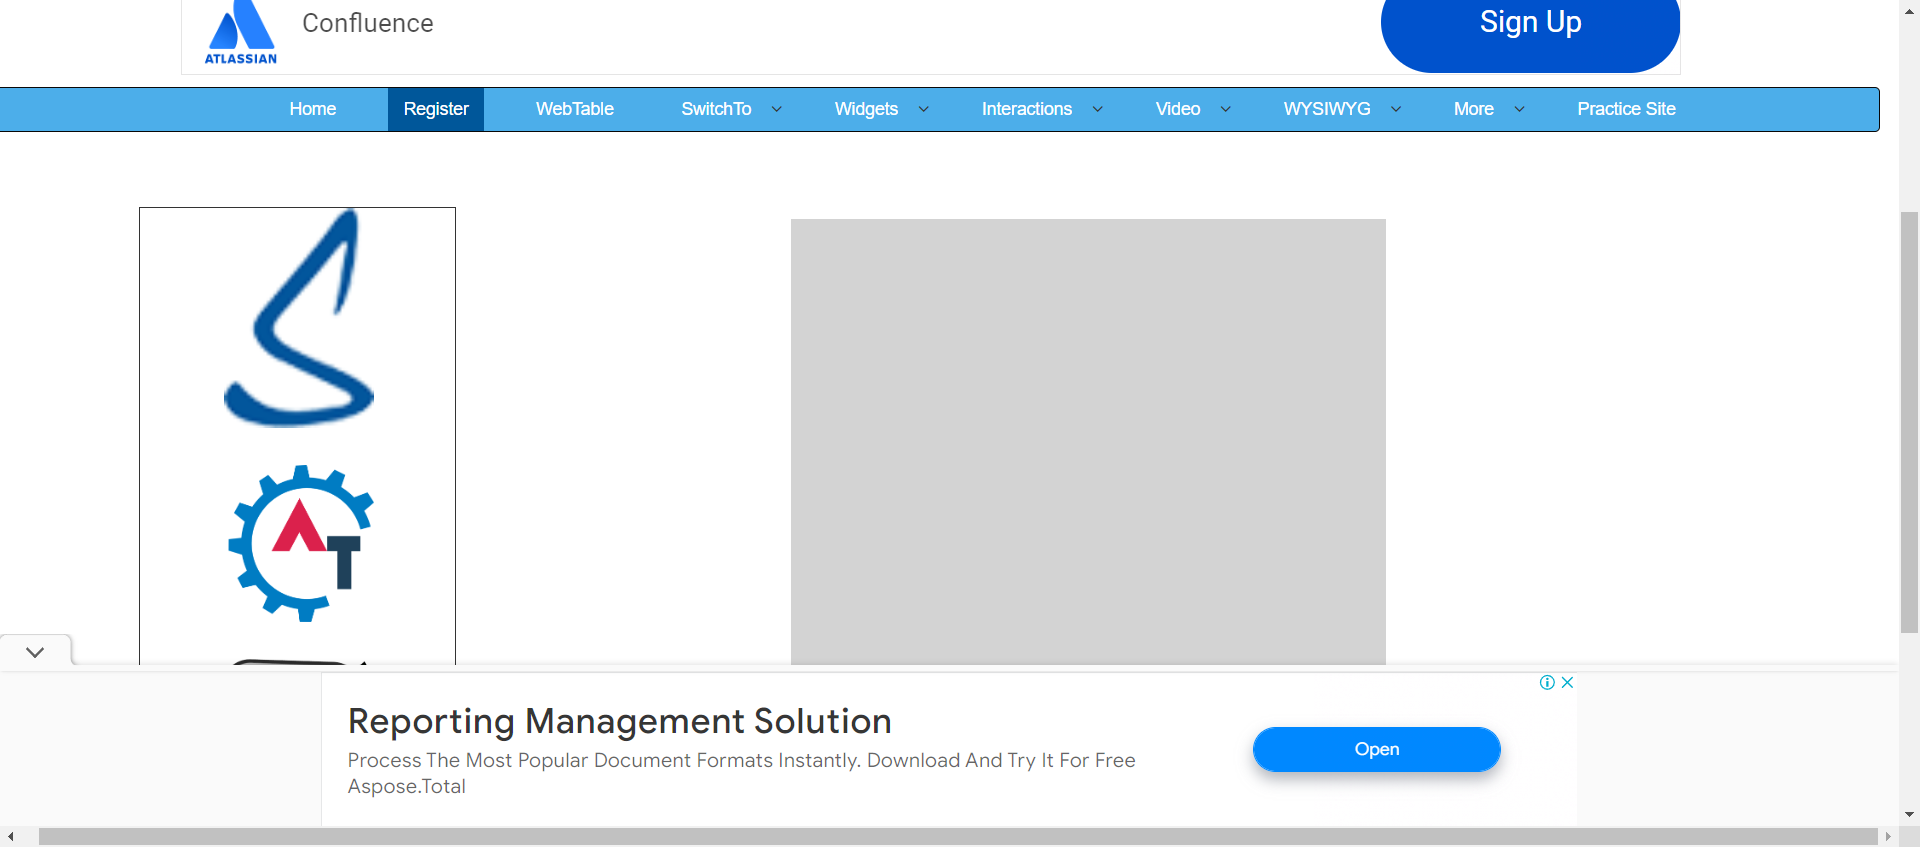 Confluence
Sign Up
ATLASSIAN
Home Register WebTable SwitchTo Widgets Interactions Video WYSIWYG More Practice Site
AT
Reporting Management Solution
Process The Most Popular Document Formats Instantly. Download And Try It For Free
Aspose.Total
Open